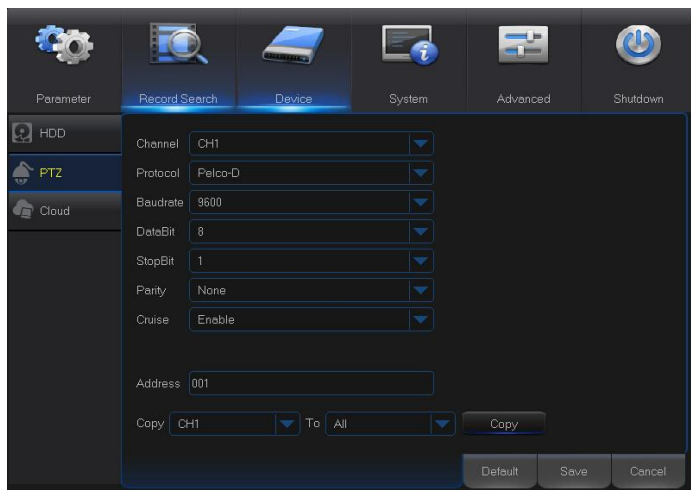 Parameter Record Search Device System Advanced Shutdown
HDD
PTZ
Cloud
Channel CH1
Protocol Pelco-D
Baudrate 9600
DataBit 8
StopBit 1
Parity None
Cruise Enable
Address 001
Copy CH1 To All Copy
Default Save Cancel